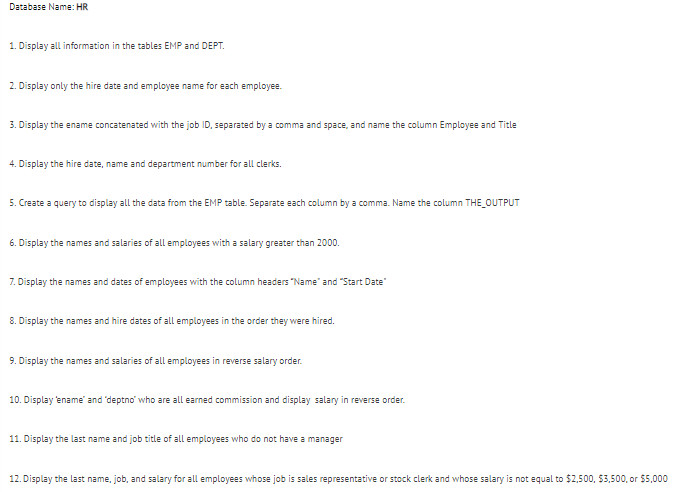 Database Name: HR
1. Display all information in the tables EMP and DEPT.
2. Display only the hire date and employee name for each employee.
3. Display the ename concatenated with the job ID, separated by a comma and space, and name the column Employee and Title
4. Display the hire date, name and department number for all clerks.
5. Create a query to display all the data from the EMP table. Separate each column by a comma. Name the column THE_OUTPUT
6. Display the names and salaries of all employees with a salary greater than 2000.
7. Display the names and dates of employees with the column headers "Name" and "Start Date"
8. Display the names and hire dates of all employees in the order they were hired.
9. Display the names and salaries of all employees in reverse salary order.
10. Display 'ename' and 'deptno' who are all earned commission and display salary in reverse order.
11. Display the last name and job title of all employees who do not have a manager
12. Display the last name, job, and salary for all employees whose job is sales representative or stock clerk and whose salary is not equal to $2,500, $3,500, or $5,000